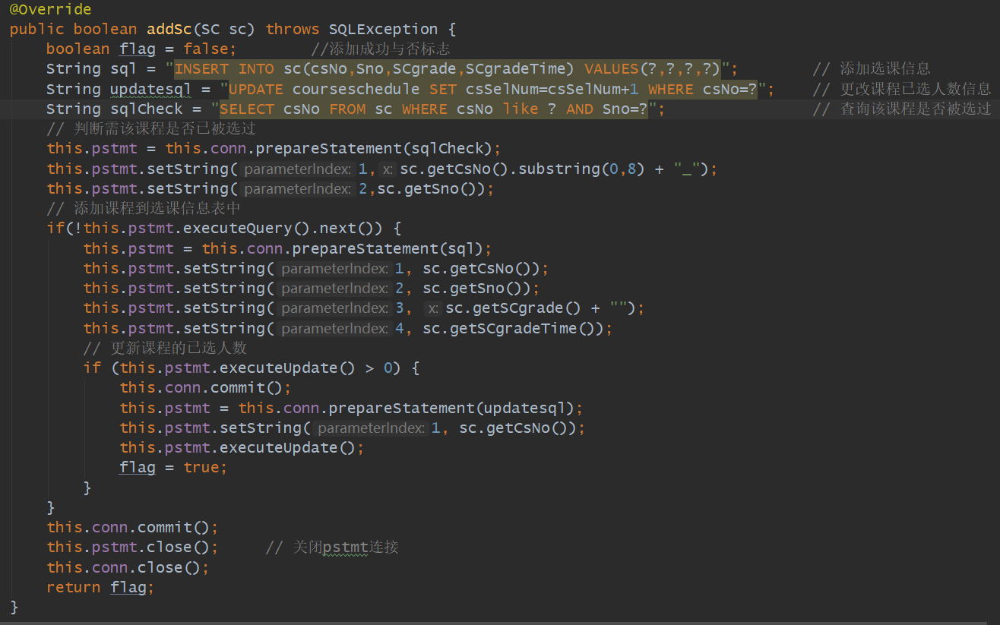 @Override
public boolean addSc(SC sc) throws SQLException {
    boolean flag = false;        //添加成功与否标志
    String sql = "INSERT INTO sc(csNo,Sno,SCgrade,SCgradeTime) VALUES(?,?,?,?)";        // 添加选课信息
    String updatesql = "UPDATE courseschedule SET csSelNum=csSelNum+1 WHERE csNo=?";    // 更改课程已选人数信息
    String sqlCheck = "SELECT csNo FROM sc WHERE csNo like ? AND Sno=?";                // 查询该课程是否被选过
    // 判断需该课程是否已被选过
    this.pstmt = this.conn.prepareStatement(sqlCheck);
    this.pstmt.setString( parameterIndex: 1, x: sc.getCsNo().substring(0,8) + "_");
    this.pstmt.setString( parameterIndex: 2,sc.getSno());
    // 添加课程到选课信息表中
    if(!this.pstmt.executeQuery().next()) {
        this.pstmt = this.conn.prepareStatement(sql);
        this.pstmt.setString( parameterIndex: 1, sc.getCsNo());
        this.pstmt.setString( parameterIndex: 2, sc.getSno());
        this.pstmt.setString( parameterIndex: 3, x: sc.getSCgrade() + "");
        this.pstmt.setString( parameterIndex: 4, sc.getSCgradeTime());
        // 更新课程的已选人数
        if (this.pstmt.executeUpdate() > 0) {
            this.conn.commit();
            this.pstmt = this.conn.prepareStatement(updatesql);
            this.pstmt.setString( parameterIndex: 1, sc.getCsNo());
            this.pstmt.executeUpdate();
            flag = true;
        }
    }
    this.conn.commit();
    this.pstmt.close();     // 关闭pstmt连接
    this.conn.close();
    return flag;
}